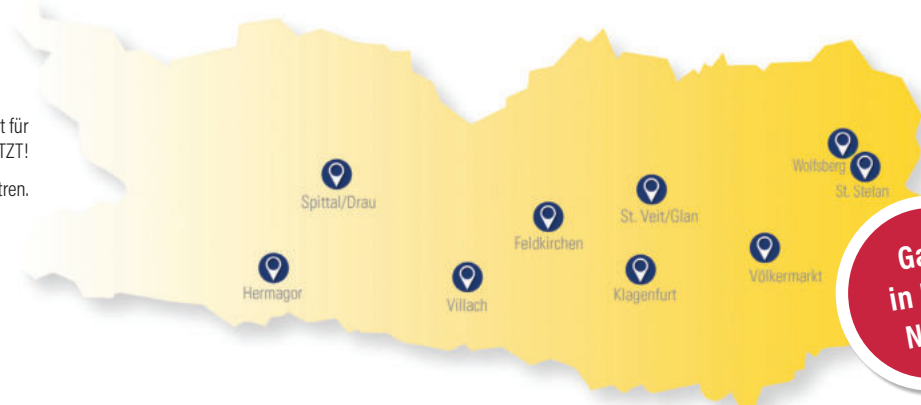 t für
TZT!
tren.
Spittal/Drau
Hermagor
Villach
Feldkirchen
St. Veit/Glan
Klagenfurt
Völkermarkt
Wolfsberg
St. Stefan
Ga
in
N